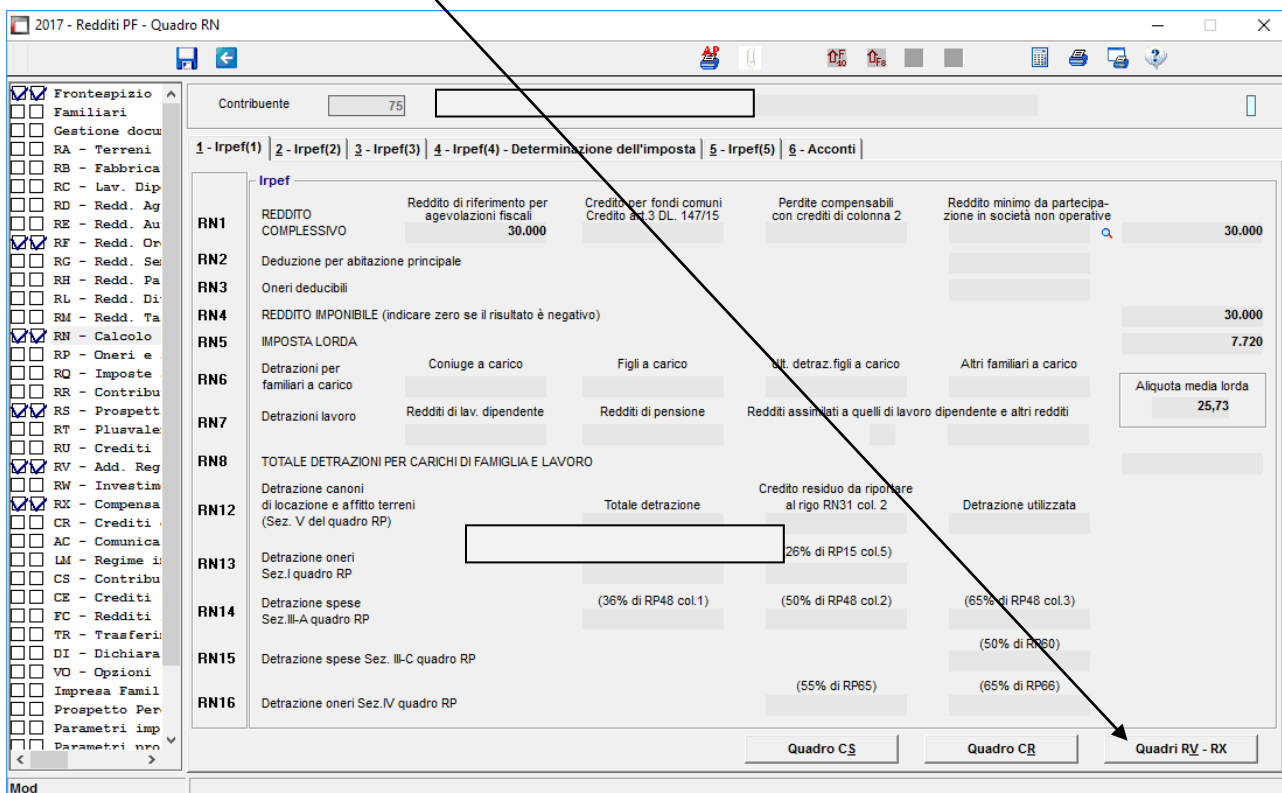 2017 - Redditi PF - Quadro RN
Contribuente 75
Frontespizio
Familiari
Gestione docu
RA - Terreni
RB - Fabbrica
RC - Lav. Dip
RD - Redd. Ag
RE - Redd. Au
RF - Redd. Or
RG - Redd. Se
RH - Redd. Pa
RL - Redd. Di
RM - Redd. Ta
RN - Calcolo
RP - Oneri e
RQ - Imposte
RR - Contribu
RS - Prospett
RT - Plusvale
RU - Crediti
RV - Add. Reg
RW - Investim
RX - Compensa
CR - Crediti
AC - Comunica
LM - Regime i
CS - Contribu
CE - Crediti
FC - Redditi
TR - Trasferi
DI - Dichiara
VO - Opzioni
Impresa Famil
Prospetto Per
Parametri imp
Parametri pro
1 - Irpef(1) 2 - Irpef(2) 3 - Irpef(3) 4 - Irpef(4) - Determinazione dell'imposta 5 - Irpef(5) 6 - Acconti
Irpef
RN1 REDDITO COMPLESSIVO
Reddito di riferimento per agevolazioni fiscali
30.000
Credito per fondi comuni
Credito art.3 DL. 147/15
Perdite compensabili
con crediti di colonna 2
Reddito minimo da partecipa-
zione in società non operative
30.000
RN2 Deduzione per abitazione principale
RN3 Oneri deducibili
RN4 REDDITO IMPONIBILE (indicare zero se il risultato è negativo) 30.000
RN5 IMPOSTA LORDA 7.720
RN6 Detrazioni per
familiari a carico
Coniuge a carico Figli a carico Ult. detraz.figli a carico Altri familiari a carico
Aliquota media lorda
25,73
RN7 Detrazioni lavoro Redditi di lav. dipendente Redditi di pensione Redditi assimilati a quelli di lavoro dipendente e altri redditi
RN8 TOTALE DETRAZIONI PER CARICHI DI FAMIGLIA E LAVORO
RN12 Detrazione canoni
di locazione e affitto terreni
(Sez. V del quadro RP)
Totale detrazione
Credito residuo da riportare
al rigo RN31 col. 2
Detrazione utilizzata
RN13 Detrazione oneri
Sez.I quadro RP
26% di RP15 col.5)
RN14 Detrazione spese
Sez.III-A quadro RP
(36% di RP48 col.1) (50% di RP48 col.2) (65% di RP48 col.3)
RN15 Detrazione spese Sez. III-C quadro RP (50% di RP60)
RN16 Detrazione oneri Sez.IV quadro RP (55% di RP65) (65% di RP66)
Quadro CS Quadro CR Quadri RV - RX
Mod